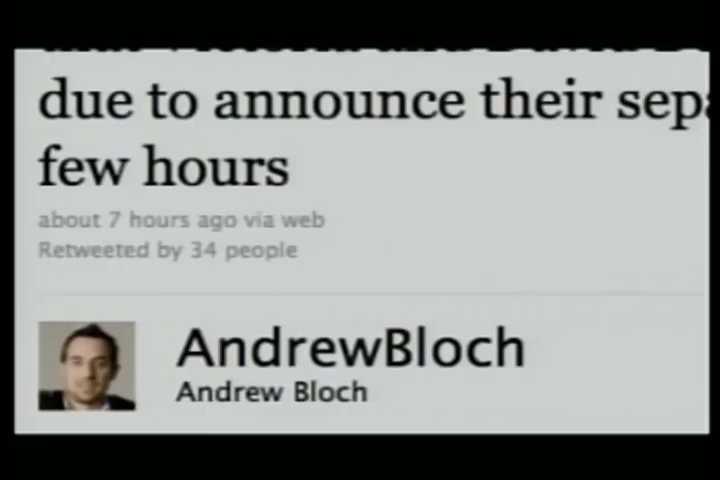 due to announce their
few hours
about 7 hours ago via web
Retweeted by 34 people
AndrewBloch
Andrew Bloch